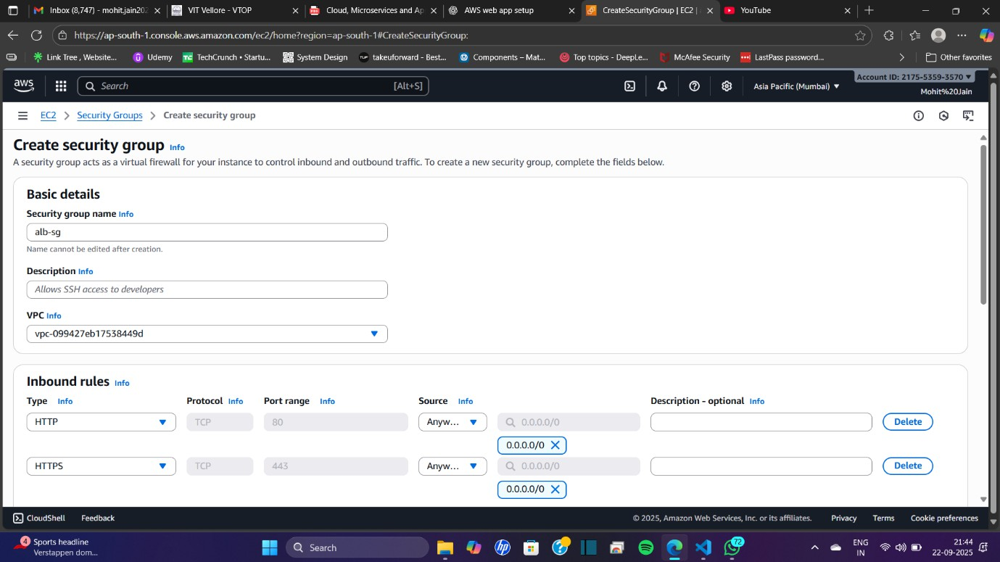 Inbox (8,747) - mohit.jain202
VIT Vellore - VTOP
Cloud, Microservices and Ap
AWS web app setup
CreateSecurityGroup | EC2 |
YouTube
https://ap-south-1.console.aws.amazon.com/ec2/home?region=ap-south-1#CreateSecurityGroup:
Link Tree , Website...
Udemy
TechCrunch • Startu...
System Design
takeuforward - Best...
Components – Mat...
Top topics - DeepLe...
McAfee Security
LastPass password...
Other favorites
aws
Search
[Alt+S]
Asia Pacific (Mumbai)
Account ID: 2175-5359-3570
Mohit%20Jain
EC2
Security Groups
Create security group
Create security group Info
A security group acts as a virtual firewall for your instance to control inbound and outbound traffic. To create a new security group, complete the fields below.
Basic details
Security group name Info
alb-sg
Name cannot be edited after creation.
Description Info
Allows SSH access to developers
VPC Info
vpc-099427eb17538449d
Inbound rules Info
Type Info Protocol Info Port range Info Source Info Description - optional Info
HTTP TCP 80 Anyw... 0.0.0.0/0 Delete
0.0.0.0/0
HTTPS TCP 443 Anyw... 0.0.0.0/0 Delete
0.0.0.0/0
CloudShell Feedback © 2025, Amazon Web Services, Inc. or its affiliates. Privacy Terms Cookie preferences
4
Sports headline
Verstappen dom...
Search
hp
72
ENG
IN
21:44
22-09-2025